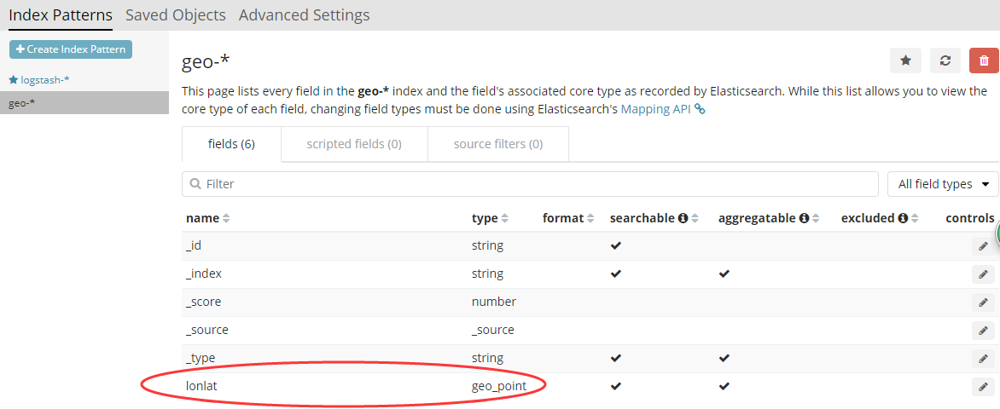 Index Patterns Saved Objects Advanced Settings
Create Index Pattern
logstash-*
geo-*
geo-*
This page lists every field in the geo-* index and the field's associated core type as recorded by Elasticsearch. While this list allows you to view the
core type of each field, changing field types must be done using Elasticsearch's Mapping API
fields (6) scripted fields (0) source filters (0)
Filter All field types
name type format searchable aggregatable excluded controls
_id string
_index string
_score number
_source _source
_type string
lonlat geo_point